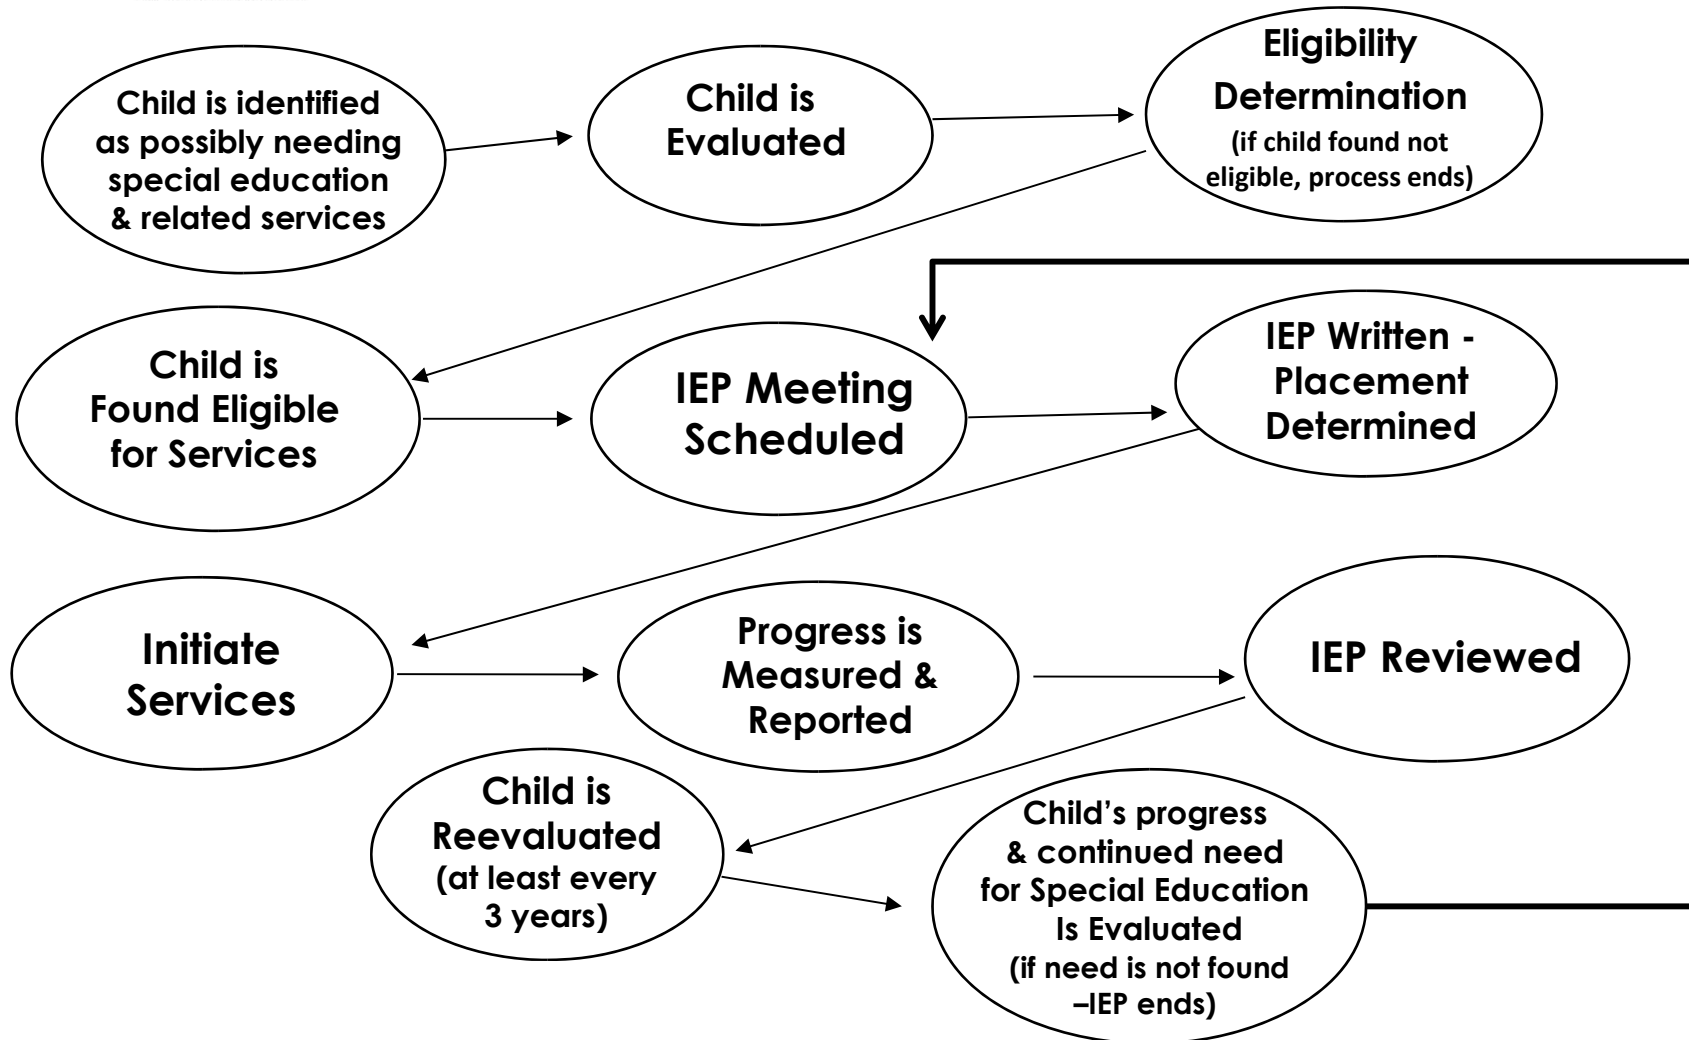 Child is identified
as possibly needing
special education
& related services
Child is
Evaluated
Eligibility
Determination
(if child found not
eligible, process ends)
Child is
Found Eligible
for Services
IEP Meeting
Scheduled
IEP Written -
Placement
Determined
Initiate
Services
Progress is
Measured &
Reported
IEP Reviewed
Child is
Reevaluated
(at least every
3 years)
Child’s progress
& continued need
for Special Education
Is Evaluated
(if need is not found
–IEP ends)